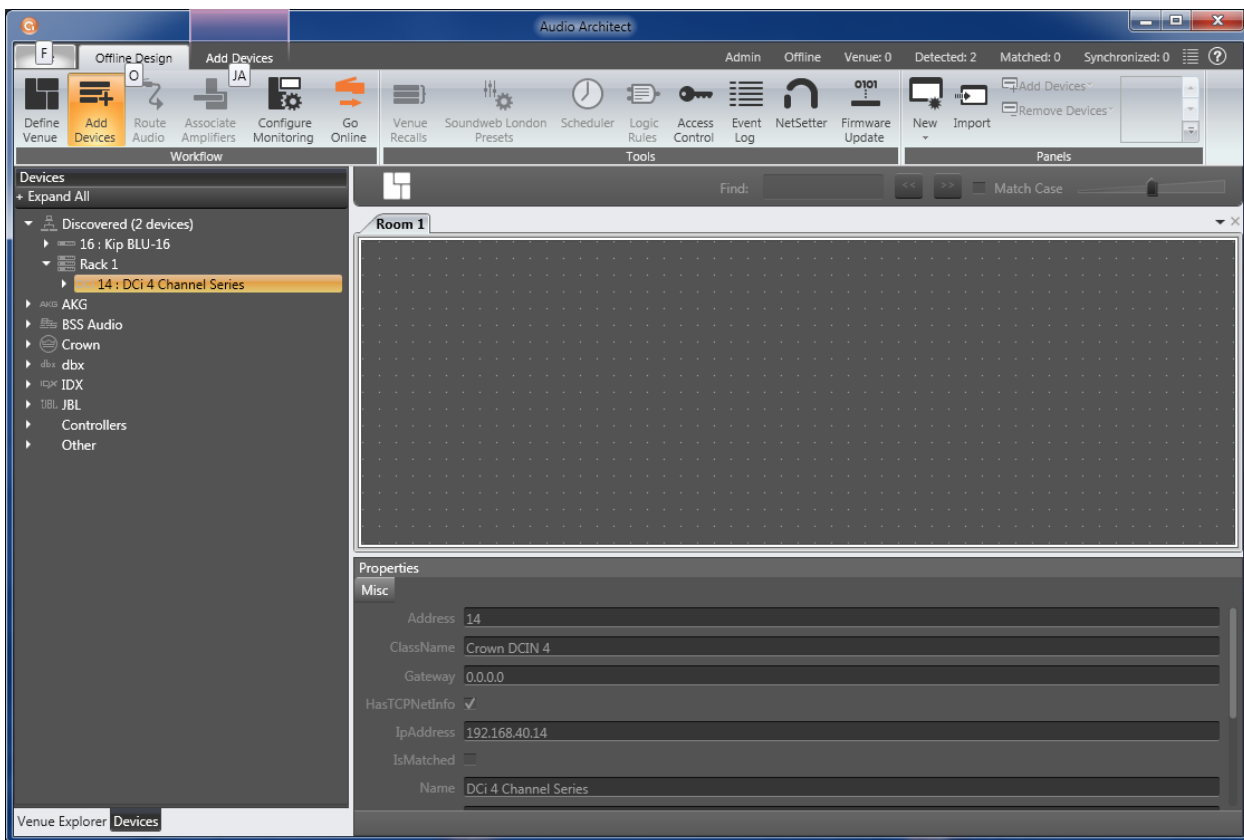 Audio Architect
F
Offline Design
Add Devices
Admin
Offline
Venue: 0
Detected: 2
Matched: 0
Synchronized: 0
?
O
JA
Define
Venue
Add
Devices
Route
Audio
Associate
Amplifiers
Configure
Monitoring
Go
Online
Venue
Recalls
Soundweb London
Presets
Scheduler
Logic
Rules
Access
Control
Event
Log
NetSetter
0101
Firmware
Update
New
Import
Add Devices
Remove Devices
Workflow
Tools
Panels
Devices
+ Expand All
Find:
<<
>>
Match Case
Discovered (2 devices)
16 : Kip BLU-16
Rack 1
14 : DCi 4 Channel Series
AKG AKG
BSS Audio
Crown
dbx dbx
IDX IDX
JBL JBL
Controllers
Other
Room 1
Properties
Misc
Address 14
ClassName Crown DCIN 4
Gateway 0.0.0.0
HasTCPNetInfo
IpAddress 192.168.40.14
IsMatched
Name DCi 4 Channel Series
Venue Explorer Devices